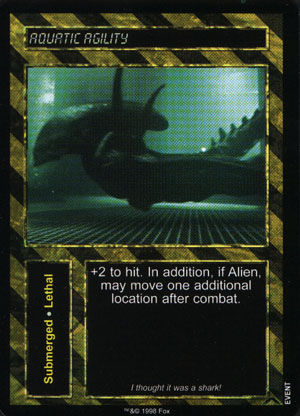 AQUATIC AGILITY
+2 to hit. In addition, if Alien,
may move one additional
location after combat.
Submerged • Lethal
I thought it was a shark!
EVENT
™&© 1998 Fox